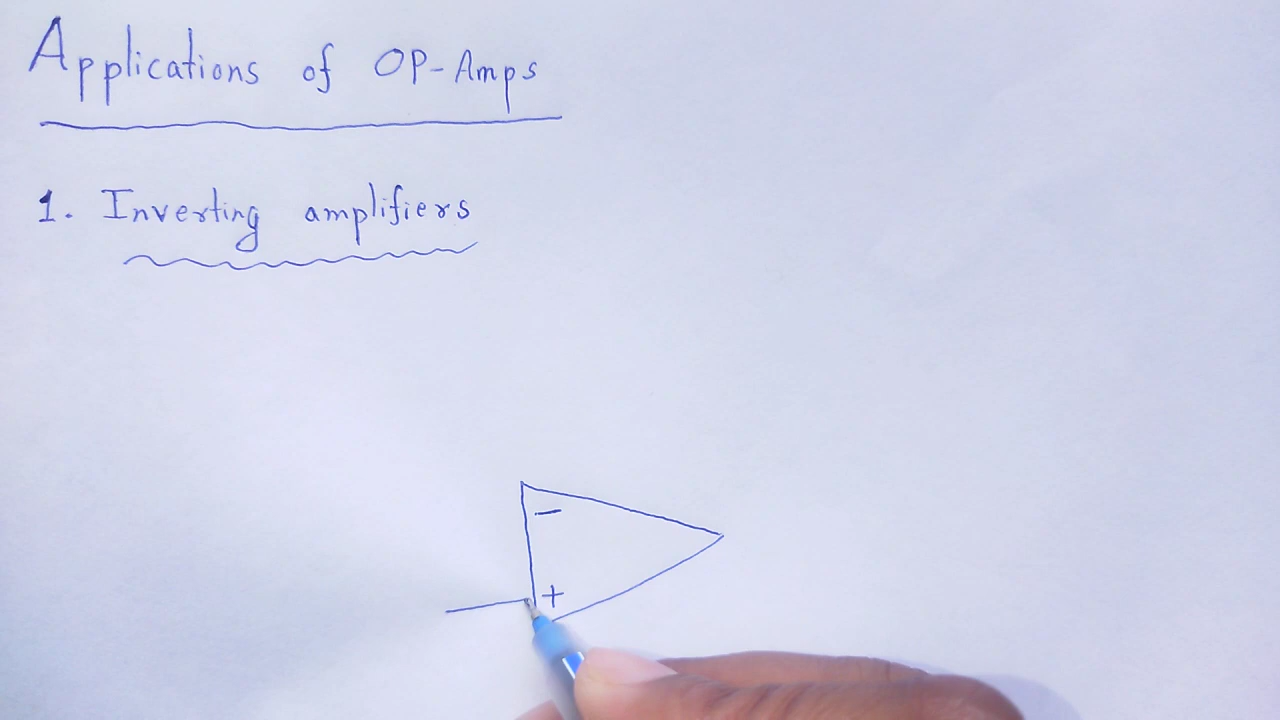 Applications of OP-Amps
1. Inverting amplifiers
−
+